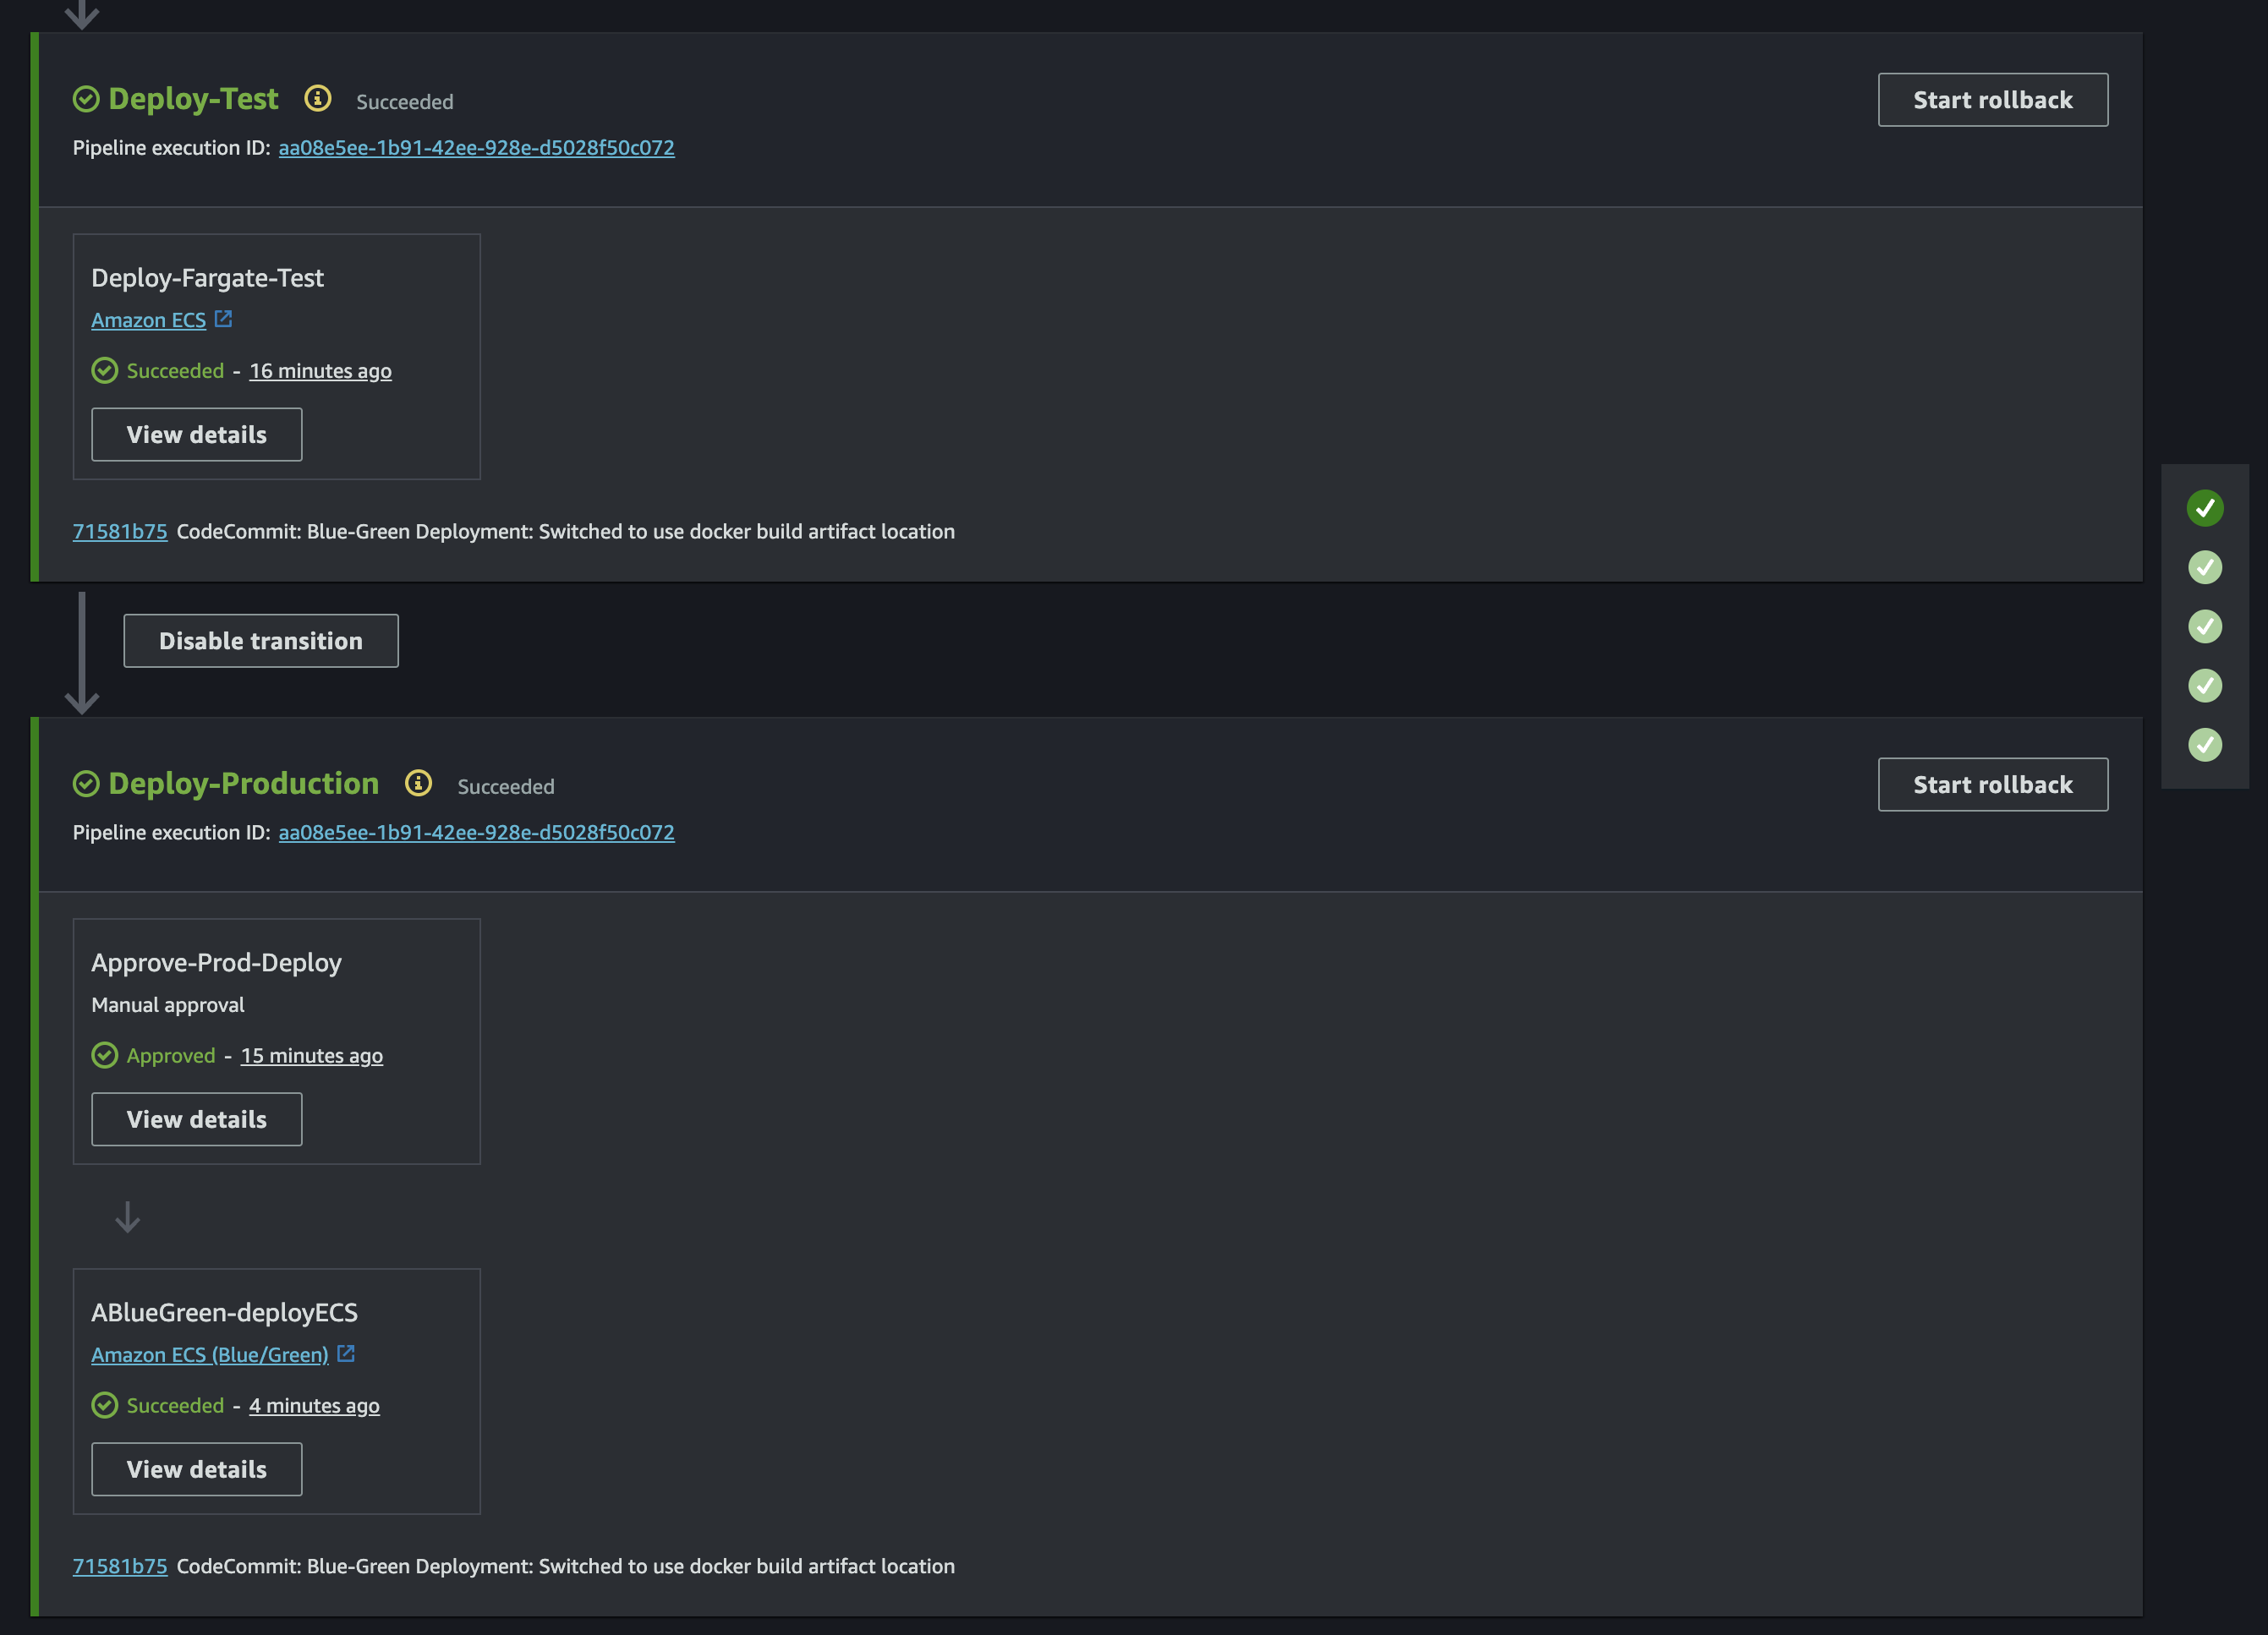 Deploy-Test Succeeded
Start rollback
Pipeline execution ID: aa08e5ee-1b91-42ee-928e-d5028f50c072
Deploy-Fargate-Test
Amazon ECS
Succeeded - 16 minutes ago
View details
71581b75 CodeCommit: Blue-Green Deployment: Switched to use docker build artifact location
Disable transition
Deploy-Production Succeeded
Start rollback
Pipeline execution ID: aa08e5ee-1b91-42ee-928e-d5028f50c072
Approve-Prod-Deploy
Manual approval
Approved - 15 minutes ago
View details
ABlueGreen-deployECS
Amazon ECS (Blue/Green)
Succeeded - 4 minutes ago
View details
71581b75 CodeCommit: Blue-Green Deployment: Switched to use docker build artifact location